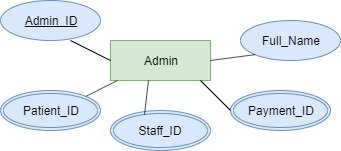 Admin_ID
Full_Name
Admin
Patient_ID
Payment_ID
Staff_ID